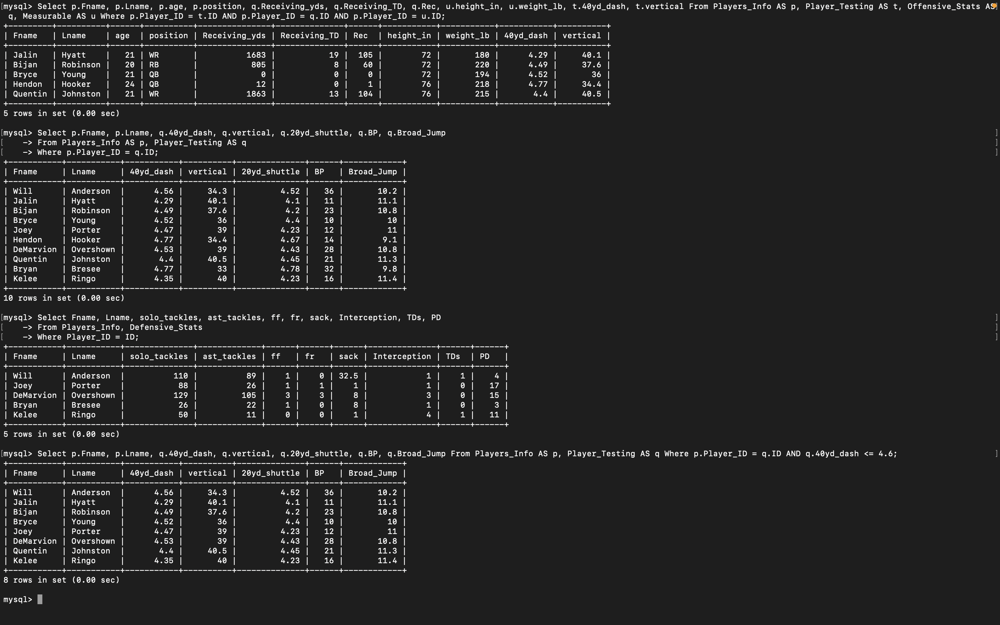 [mysql> Select p.Fname, p.Lname, p.age, p.position, q.Receiving_yds, q.Receiving_TD, q.Rec, u.height_in, u.weight_lb, t.40yd_dash, t.vertical From Players_Info AS p, Player_Testing AS t, Offensive_Stats AS]
 q, Measurable AS u Where p.Player_ID = t.ID AND p.Player_ID = q.ID AND p.Player_ID = u.ID;
+----------+----------+------+----------+---------------+--------------+------+-----------+-----------+-----------+----------+
| Fname   | Lname    | age  | position | Receiving_yds | Receiving_TD | Rec  | height_in | weight_lb | 40yd_dash | vertical |
+---------+----------+------+----------+---------------+--------------+------+-----------+-----------+-----------+----------+
| Jalin   | Hyatt    |   21 | WR       |          1683 |           19 |  105 |        72 |       180 |      4.29 |     40.1 |
| Bijan   | Robinson |   20 | RB       |           805 |            8 |   60 |        72 |       220 |      4.49 |     37.6 |
| Bryce   | Young    |   21 | QB       |             0 |            0 |    0 |        72 |       194 |      4.52 |       36 |
| Hendon  | Hooker   |   24 | QB       |            12 |            0 |    1 |        76 |       218 |      4.77 |     34.4 |
| Quentin | Johnston |   21 | WR       |          1863 |           13 |  104 |        76 |       215 |       4.4 |     40.5 |
+---------+----------+------+----------+---------------+--------------+------+-----------+-----------+-----------+----------+
5 rows in set (0.00 sec)
[mysql> Select p.Fname, p.Lname, q.40yd_dash, q.vertical, q.20yd_shuttle, q.BP, q.Broad_Jump ]
[    -> From Players_Info AS p, Player_Testing AS q ]
[    -> Where p.Player_ID = q.ID; ]
+-----------+-----------+-----------+----------+--------------+------+------------+
| Fname     | Lname     | 40yd_dash | vertical | 20yd_shuttle | BP   | Broad_Jump |
+-----------+-----------+-----------+----------+--------------+------+------------+
| Will      | Anderson  |      4.56 |     34.3 |         4.52 |   36 |       10.2 |
| Jalin     | Hyatt     |      4.29 |     40.1 |          4.1 |   11 |       11.1 |
| Bijan     | Robinson  |      4.49 |     37.6 |          4.2 |   23 |       10.8 |
| Bryce     | Young     |      4.52 |       36 |          4.4 |   10 |         10 |
| Joey      | Porter    |      4.47 |       39 |         4.23 |   12 |         11 |
| Hendon    | Hooker    |      4.77 |     34.4 |         4.67 |   14 |        9.1 |
| DeMarvion | Overshown |      4.53 |       39 |         4.43 |   28 |       10.8 |
| Quentin   | Johnston  |       4.4 |     40.5 |         4.45 |   21 |       11.3 |
| Bryan     | Bresee    |      4.77 |       33 |         4.78 |   32 |        9.8 |
| Kelee     | Ringo     |      4.35 |       40 |         4.23 |   16 |       11.4 |
+-----------+-----------+-----------+----------+--------------+------+------------+
10 rows in set (0.00 sec)
[mysql> Select Fname, Lname, solo_tackles, ast_tackles, ff, fr, sack, Interception, TDs, PD ]
[    -> From Players_Info, Defensive_Stats ]
[    -> Where Player_ID = ID; ]
+-----------+-----------+--------------+-------------+------+------+------+--------------+------+------+
| Fname     | Lname     | solo_tackles | ast_tackles | ff   | fr   | sack | Interception | TDs  | PD   |
+-----------+-----------+--------------+-------------+------+------+------+--------------+------+------+
| Will      | Anderson  |          110 |          89 |    1 |    0 | 32.5 |            1 |    1 |    4 |
| Joey      | Porter    |           88 |          26 |    1 |    1 |    1 |            1 |    0 |   17 |
| DeMarvion | Overshown |          129 |         105 |    3 |    3 |    8 |            3 |    0 |   15 |
| Bryan     | Bresee    |           26 |          22 |    1 |    0 |    8 |            1 |    0 |    3 |
| Kelee     | Ringo     |           50 |          11 |    0 |    0 |    1 |            4 |    1 |   11 |
+-----------+-----------+--------------+-------------+------+------+------+--------------+------+------+
5 rows in set (0.00 sec)
[mysql> Select p.Fname, p.Lname, q.40yd_dash, q.vertical, q.20yd_shuttle, q.BP, q.Broad_Jump From Players_Info AS p, Player_Testing AS q Where p.Player_ID = q.ID AND q.40yd_dash <= 4.6; ]
+-----------+-----------+-----------+----------+--------------+------+------------+
| Fname     | Lname     | 40yd_dash | vertical | 20yd_shuttle | BP   | Broad_Jump |
+-----------+-----------+-----------+----------+--------------+------+------------+
| Will      | Anderson  |      4.56 |     34.3 |         4.52 |   36 |       10.2 |
| Jalin     | Hyatt     |      4.29 |     40.1 |          4.1 |   11 |       11.1 |
| Bijan     | Robinson  |      4.49 |     37.6 |          4.2 |   23 |       10.8 |
| Bryce     | Young     |      4.52 |       36 |          4.4 |   10 |         10 |
| Joey      | Porter    |      4.47 |       39 |         4.23 |   12 |         11 |
| DeMarvion | Overshown |      4.53 |       39 |         4.43 |   28 |       10.8 |
| Quentin   | Johnston  |       4.4 |     40.5 |         4.45 |   21 |       11.3 |
| Kelee     | Ringo     |      4.35 |       40 |         4.23 |   16 |       11.4 |
+-----------+-----------+-----------+----------+--------------+------+------------+
8 rows in set (0.00 sec)
mysql>